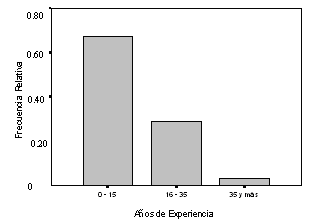 0.80
0.60
0.40
0.20
0
Frecuencia Relativa
0 - 15
16 - 35
35 y más
Años de Experiencia